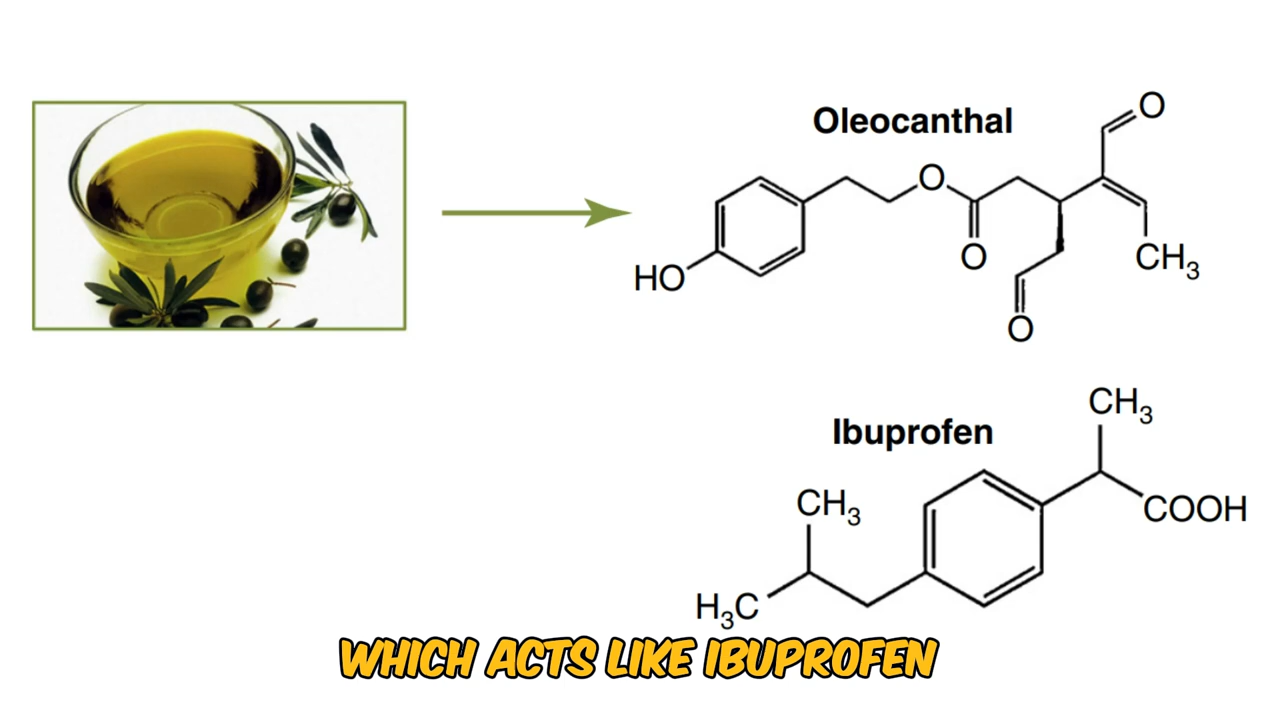 Oleocanthal
O
O
O
HO
CH₃
O
CH₃
Ibuprofen
CH₃
COOH
H₃C
WHICH ACTS LIKE IBUPROFEN